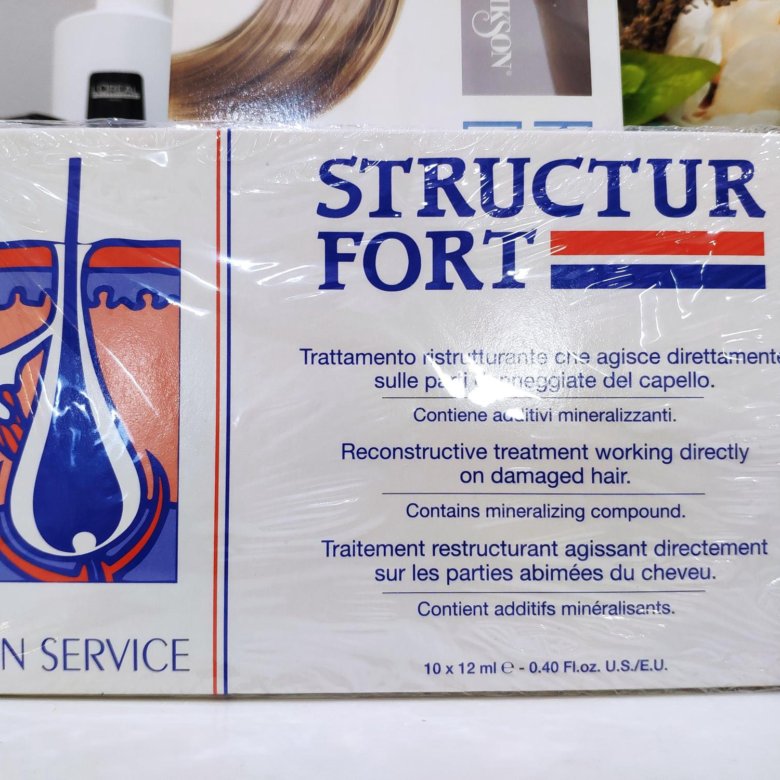 L'OREAL
IKSON®
STRUCTUR
FORT
Trattamento ristrutturante che agisce direttamente
sulle parti danneggiate del capello.
Contiene additivi mineralizzanti.
Reconstructive treatment working directly
on damaged hair.
Contains mineralizing compound.
Traitement restructurant agissant directement
sur les parties abimées du cheveu.
Contient additifs minéralisants.
N SERVICE
10 x 12 ml ℮ - 0.40 Fl.oz. U.S./E.U.